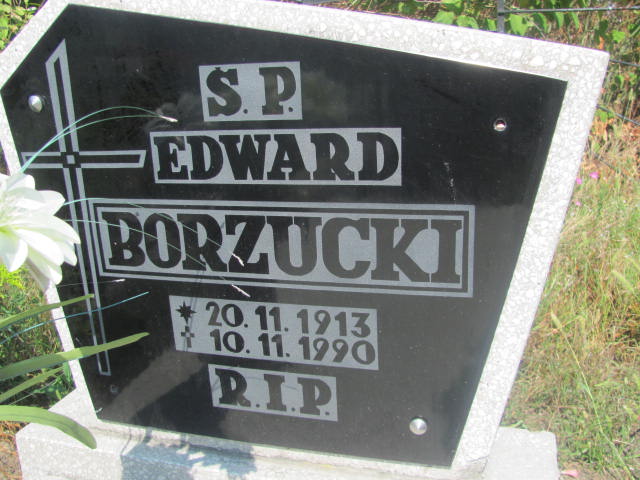 Ś.P.
EDWARD
BORZUCKI
20.11.1913
10.11.1990
R.I.P.